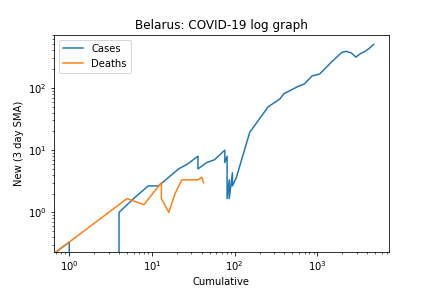 Belarus: COVID-19 log graph
Cases
Deaths
New (3 day SMA)
10²
10¹
10⁰
10⁰ 10¹ 10² 10³
Cumulative